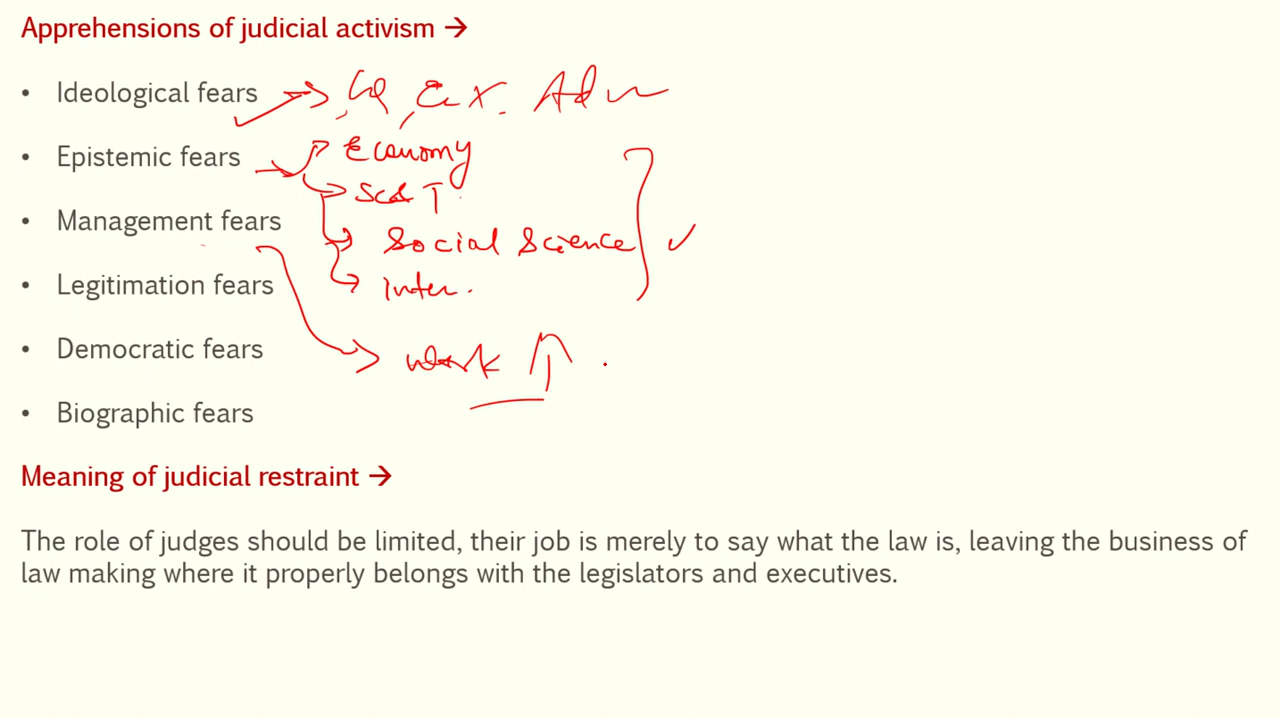 Apprehensions of judicial activism →
• Ideological fears → , Ex. Adm
• Epistemic fears → Economy
→ Sc & T.
• Management fears → Social Science
• Legitimation fears → inter.
• Democratic fears → work ↑
• Biographic fears
Meaning of judicial restraint →
The role of judges should be limited, their job is merely to say what the law is, leaving the business of
law making where it properly belongs with the legislators and executives.